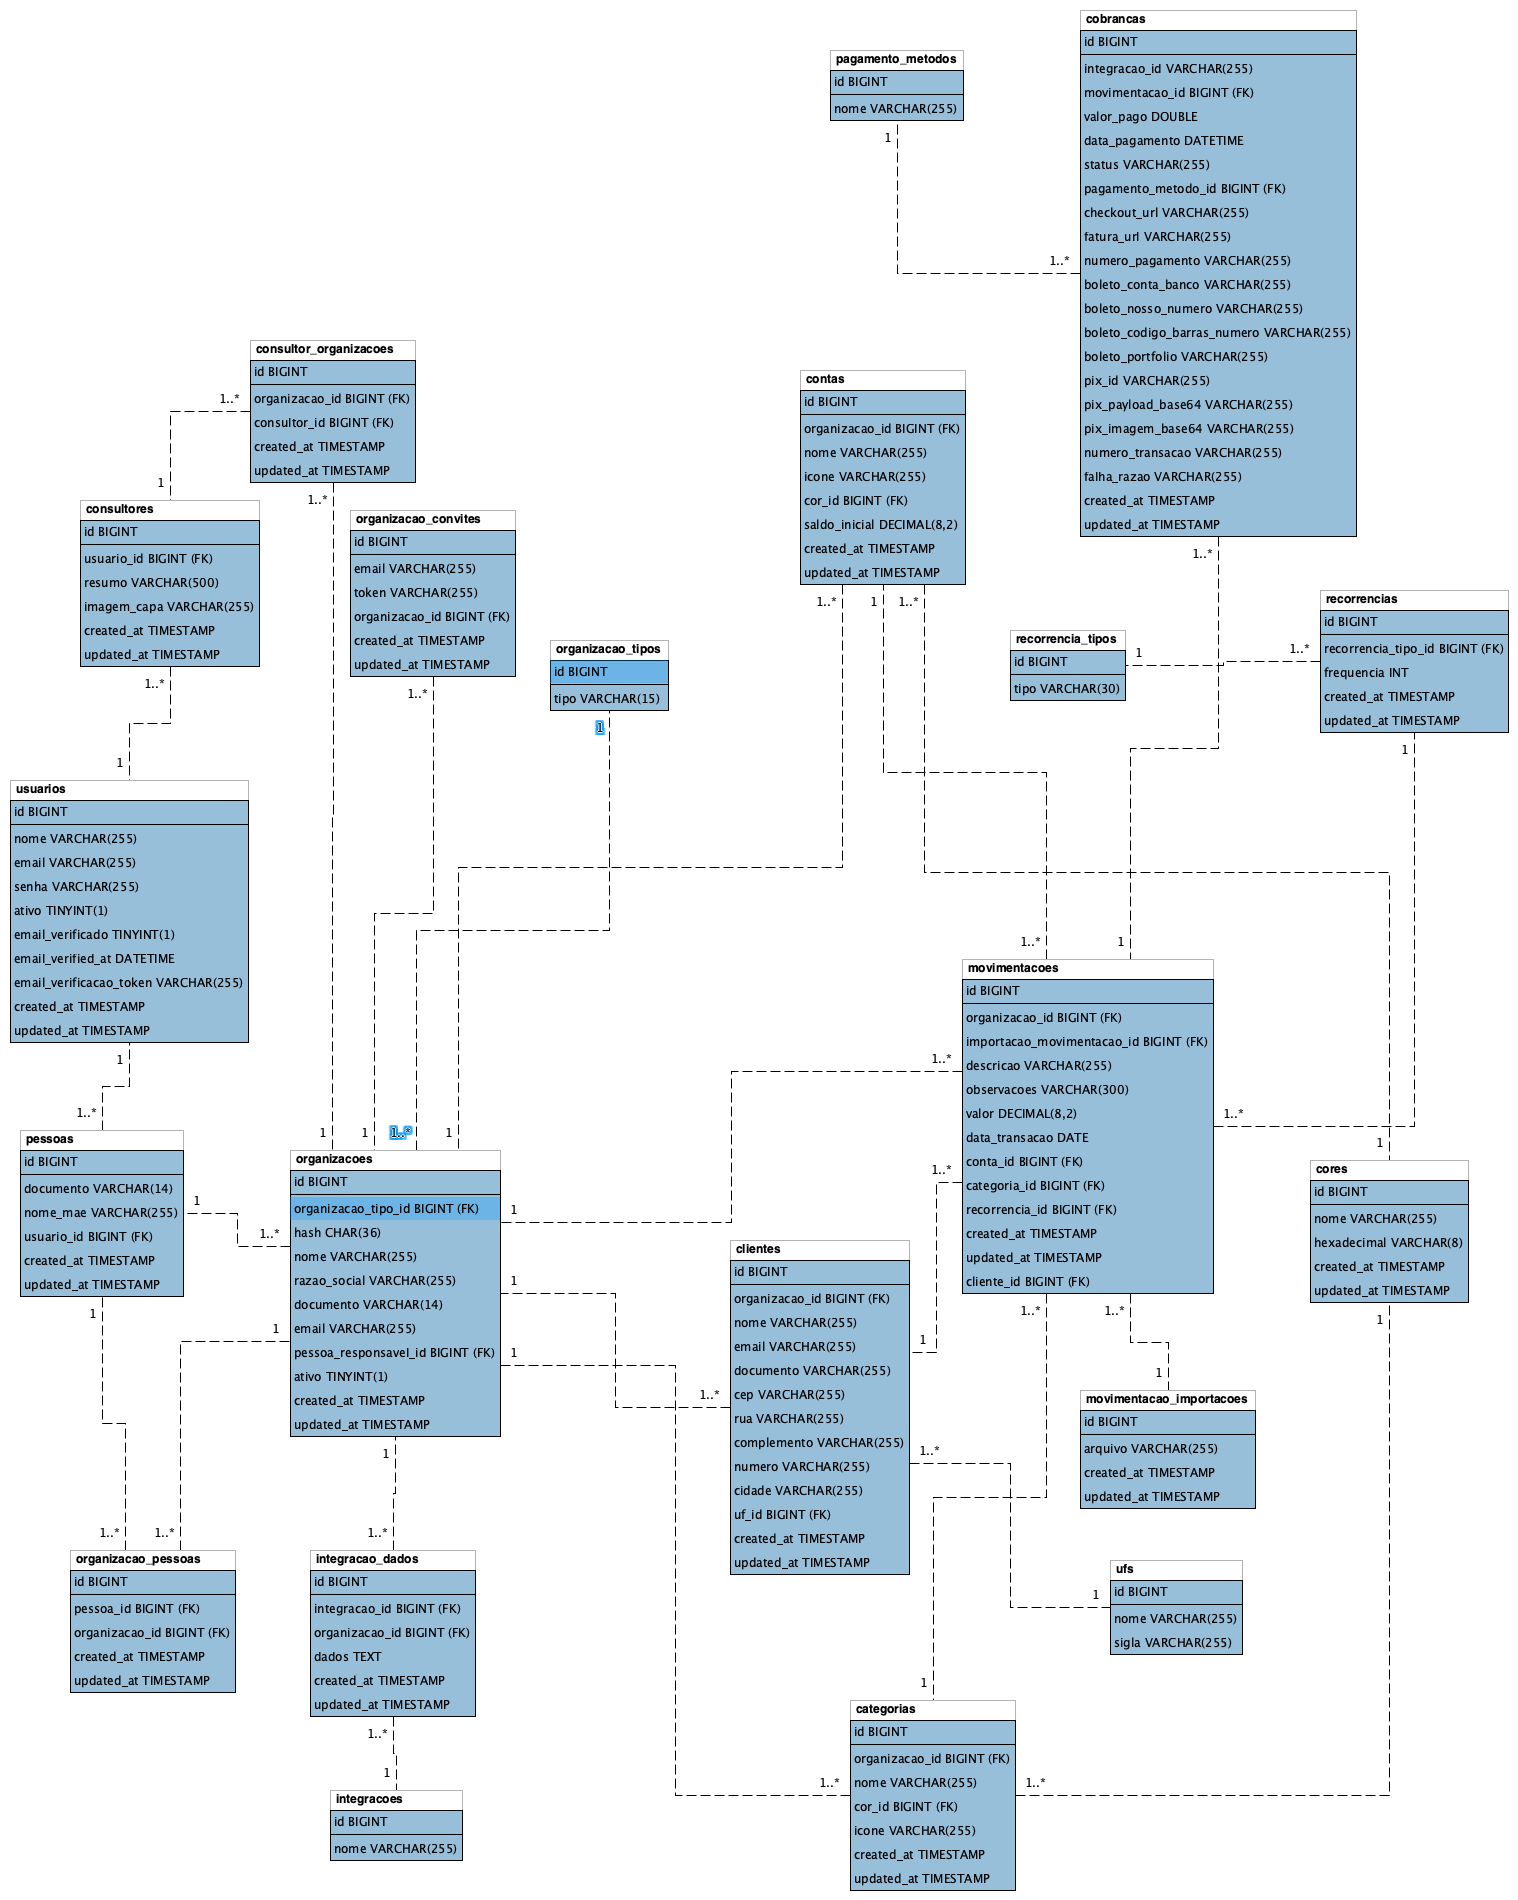 cobrancas
id BIGINT
integracao_id VARCHAR(255)
movimentacao_id BIGINT (FK)
valor_pago DOUBLE
data_pagamento DATETIME
status VARCHAR(255)
pagamento_metodo_id BIGINT (FK)
checkout_url VARCHAR(255)
fatura_url VARCHAR(255)
numero_pagamento VARCHAR(255)
boleto_conta_banco VARCHAR(255)
boleto_nosso_numero VARCHAR(255)
boleto_codigo_barras_numero VARCHAR(255)
boleto_portfolio VARCHAR(255)
pix_id VARCHAR(255)
pix_payload_base64 VARCHAR(255)
pix_imagem_base64 VARCHAR(255)
numero_transacao VARCHAR(255)
falha_razao VARCHAR(255)
created_at TIMESTAMP
updated_at TIMESTAMP
1..*
1..*
pagamento_metodos
id BIGINT
nome VARCHAR(255)
1
consultor_organizacoes
id BIGINT
organizacao_id BIGINT (FK)
consultor_id BIGINT (FK)
created_at TIMESTAMP
updated_at TIMESTAMP
1..*
1..*
contas
id BIGINT
organizacao_id BIGINT (FK)
nome VARCHAR(255)
icone VARCHAR(255)
cor_id BIGINT (FK)
saldo_inicial DECIMAL(8,2)
created_at TIMESTAMP
updated_at TIMESTAMP
1..*
1
1..*
1
consultores
id BIGINT
usuario_id BIGINT (FK)
resumo VARCHAR(500)
imagem_capa VARCHAR(255)
created_at TIMESTAMP
updated_at TIMESTAMP
1..*
organizacao_convites
id BIGINT
email VARCHAR(255)
token VARCHAR(255)
organizacao_id BIGINT (FK)
created_at TIMESTAMP
updated_at TIMESTAMP
1..*
organizacao_tipos
id BIGINT
tipo VARCHAR(15)
1
recorrencia_tipos
id BIGINT
tipo VARCHAR(30)
1
1..*
recorrencias
id BIGINT
recorrencia_tipo_id BIGINT (FK)
frequencia INT
created_at TIMESTAMP
updated_at TIMESTAMP
1
1
usuarios
id BIGINT
nome VARCHAR(255)
email VARCHAR(255)
senha VARCHAR(255)
ativo TINYINT(1)
email_verificado TINYINT(1)
email_verified_at DATETIME
email_verificacao_token VARCHAR(255)
created_at TIMESTAMP
updated_at TIMESTAMP
1
1..*
1
movimentacoes
id BIGINT
organizacao_id BIGINT (FK)
importacao_movimentacao_id BIGINT (FK)
descricao VARCHAR(255)
observacoes VARCHAR(300)
valor DECIMAL(8,2)
data_transacao DATE
conta_id BIGINT (FK)
categoria_id BIGINT (FK)
recorrencia_id BIGINT (FK)
created_at TIMESTAMP
updated_at TIMESTAMP
cliente_id BIGINT (FK)
1..*
1..*
1..*
1..*
1..*
1..*
pessoas
id BIGINT
documento VARCHAR(14)
nome_mae VARCHAR(255)
usuario_id BIGINT (FK)
created_at TIMESTAMP
updated_at TIMESTAMP
1
1..*
1
1
1
1
1..*
1
organizacoes
id BIGINT
organizacao_tipo_id BIGINT (FK)
hash CHAR(36)
nome VARCHAR(255)
razao_social VARCHAR(255)
documento VARCHAR(14)
email VARCHAR(255)
pessoa_responsavel_id BIGINT (FK)
ativo TINYINT(1)
created_at TIMESTAMP
updated_at TIMESTAMP
1
1
1
1
1
cores
id BIGINT
nome VARCHAR(255)
hexadecimal VARCHAR(8)
created_at TIMESTAMP
updated_at TIMESTAMP
1
clientes
id BIGINT
organizacao_id BIGINT (FK)
nome VARCHAR(255)
email VARCHAR(255)
documento VARCHAR(255)
cep VARCHAR(255)
rua VARCHAR(255)
complemento VARCHAR(255)
numero VARCHAR(255)
cidade VARCHAR(255)
uf_id BIGINT (FK)
created_at TIMESTAMP
updated_at TIMESTAMP
1
1..*
1..*
1
movimentacao_importacoes
id BIGINT
arquivo VARCHAR(255)
created_at TIMESTAMP
updated_at TIMESTAMP
1..*
1..*
1..*
organizacao_pessoas
id BIGINT
pessoa_id BIGINT (FK)
organizacao_id BIGINT (FK)
created_at TIMESTAMP
updated_at TIMESTAMP
integracao_dados
id BIGINT
integracao_id BIGINT (FK)
organizacao_id BIGINT (FK)
dados TEXT
created_at TIMESTAMP
updated_at TIMESTAMP
1..*
1
ufs
id BIGINT
nome VARCHAR(255)
sigla VARCHAR(255)
1
1
categorias
id BIGINT
organizacao_id BIGINT (FK)
nome VARCHAR(255)
cor_id BIGINT (FK)
icone VARCHAR(255)
created_at TIMESTAMP
updated_at TIMESTAMP
1..*
1..*
integracoes
id BIGINT
nome VARCHAR(255)